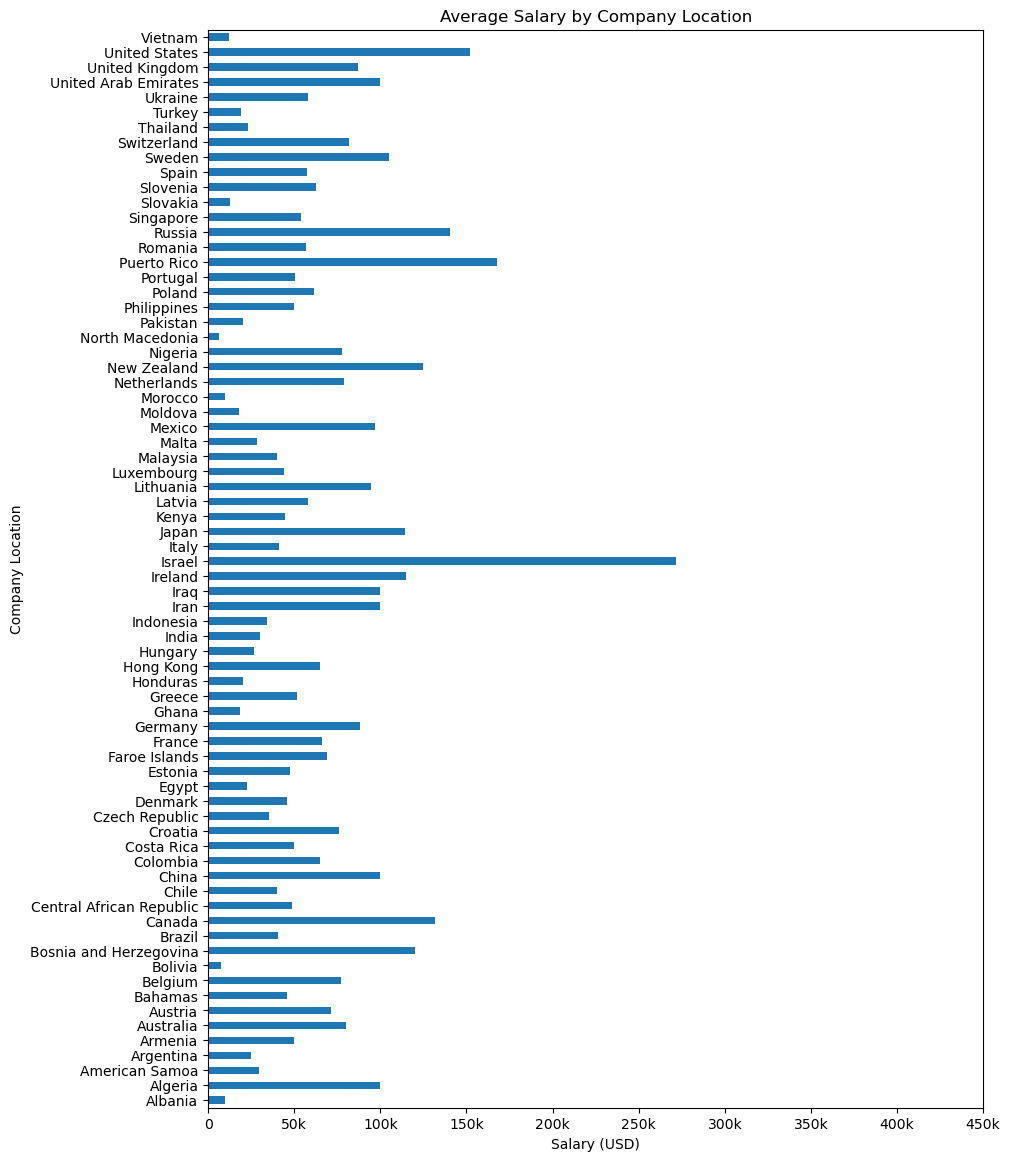 Average Salary by Company Location
Vietnam
United States
United Kingdom
United Arab Emirates
Ukraine
Turkey
Thailand
Switzerland
Sweden
Spain
Slovenia
Slovakia
Singapore
Russia
Romania
Puerto Rico
Portugal
Poland
Philippines
Pakistan
North Macedonia
Nigeria
New Zealand
Netherlands
Morocco
Moldova
Mexico
Malta
Malaysia
Luxembourg
Lithuania
Latvia
Kenya
Japan
Italy
Israel
Ireland
Iraq
Iran
Indonesia
India
Hungary
Hong Kong
Honduras
Greece
Ghana
Germany
France
Faroe Islands
Estonia
Egypt
Denmark
Czech Republic
Croatia
Costa Rica
Colombia
China
Chile
Central African Republic
Canada
Brazil
Bosnia and Herzegovina
Bolivia
Belgium
Bahamas
Austria
Australia
Armenia
Argentina
American Samoa
Algeria
Albania
Company Location
0 50k 100k 150k 200k 250k 300k 350k 400k 450k
Salary (USD)